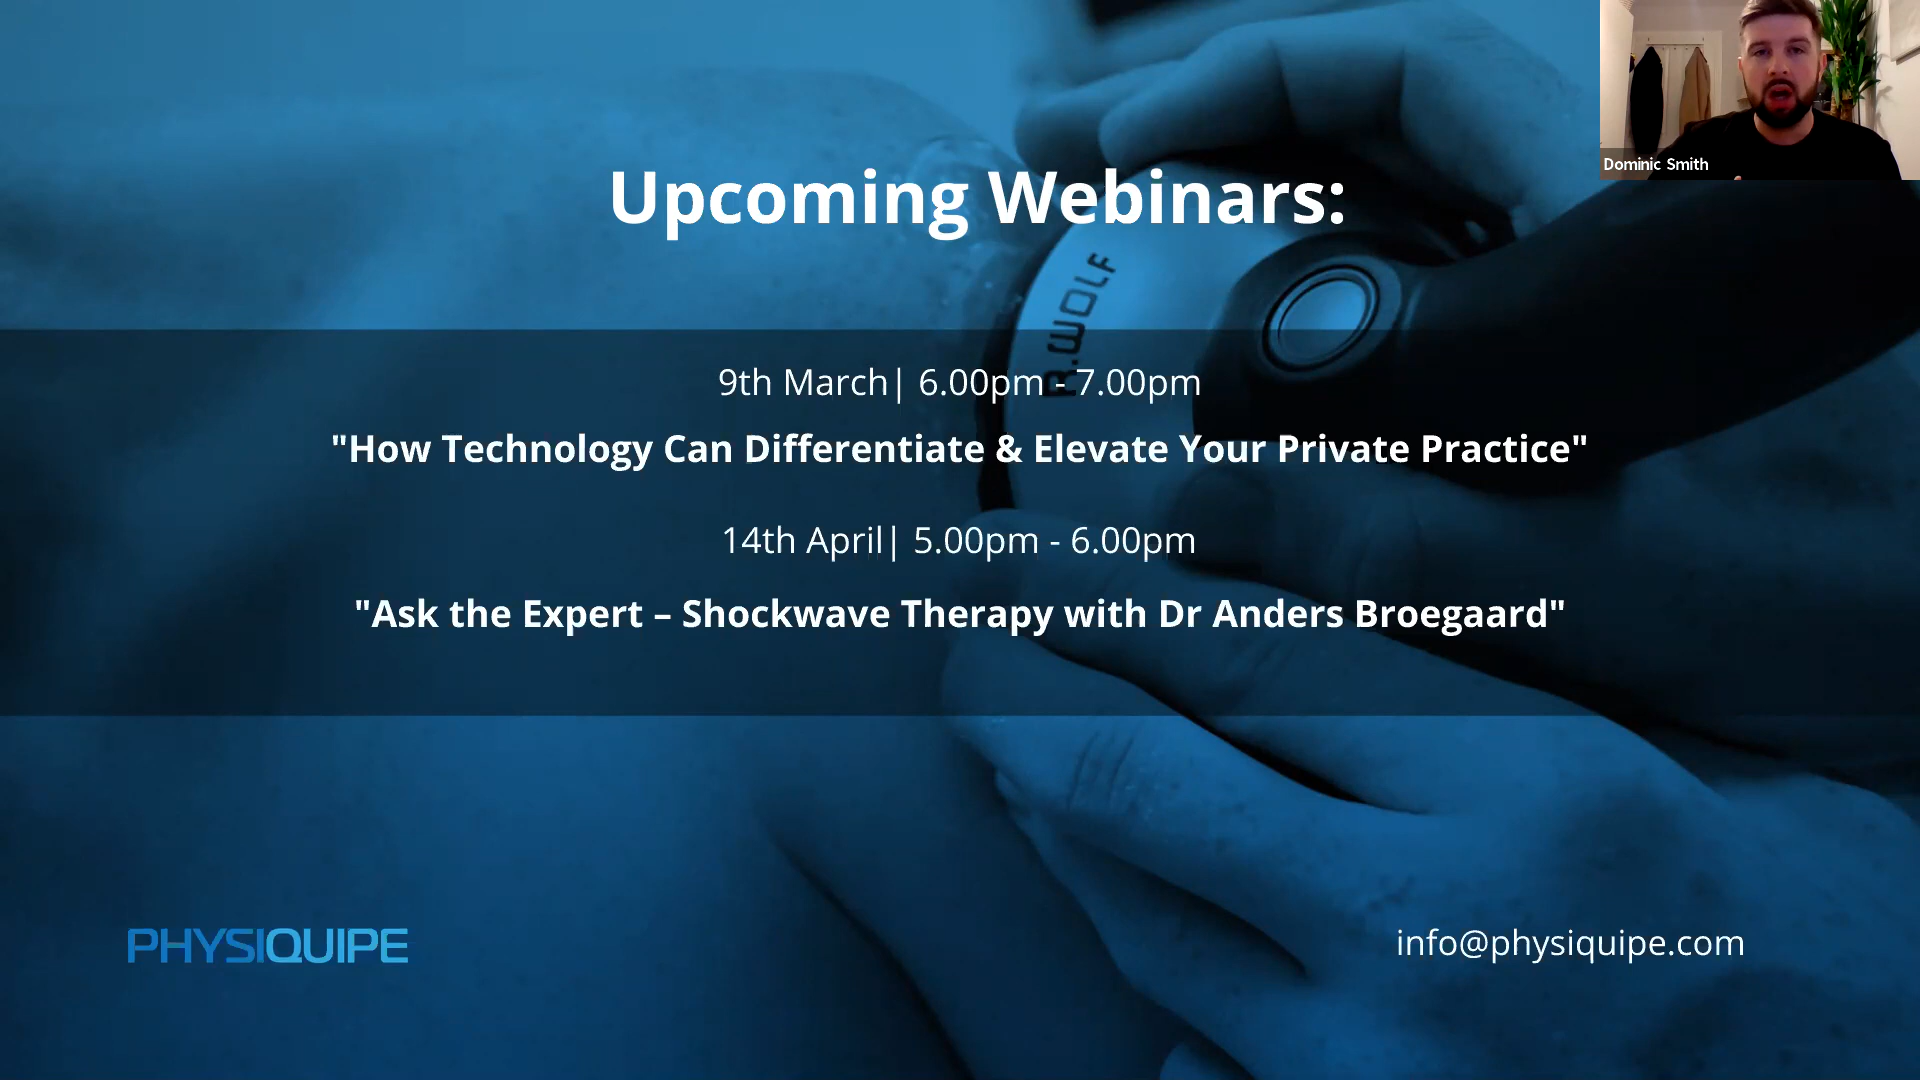 Dominic Smith
Upcoming Webinars:
R.WOLF
9th March| 6.00pm - 7.00pm
"How Technology Can Differentiate & Elevate Your Private Practice"
14th April| 5.00pm - 6.00pm
"Ask the Expert – Shockwave Therapy with Dr Anders Broegaard"
PHYSIQUIPE
info@physiquipe.com